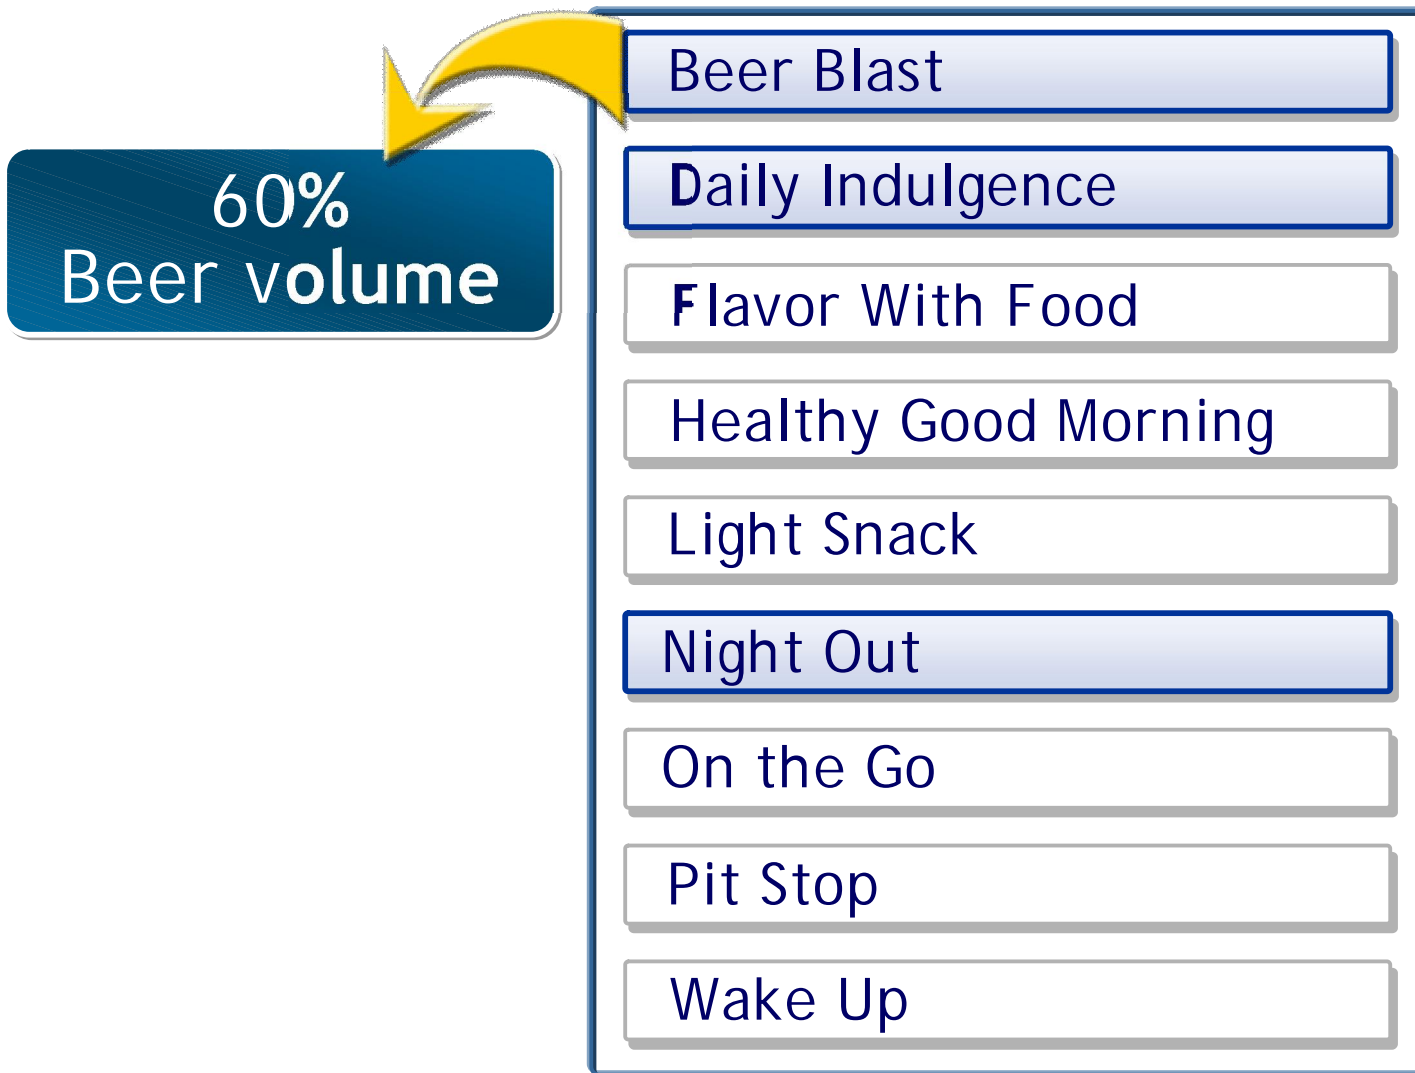 60%
Beer volume
Beer Blast
Daily Indulgence
Flavor With Food
Healthy Good Morning
Light Snack
Night Out
On the Go
Pit Stop
Wake Up